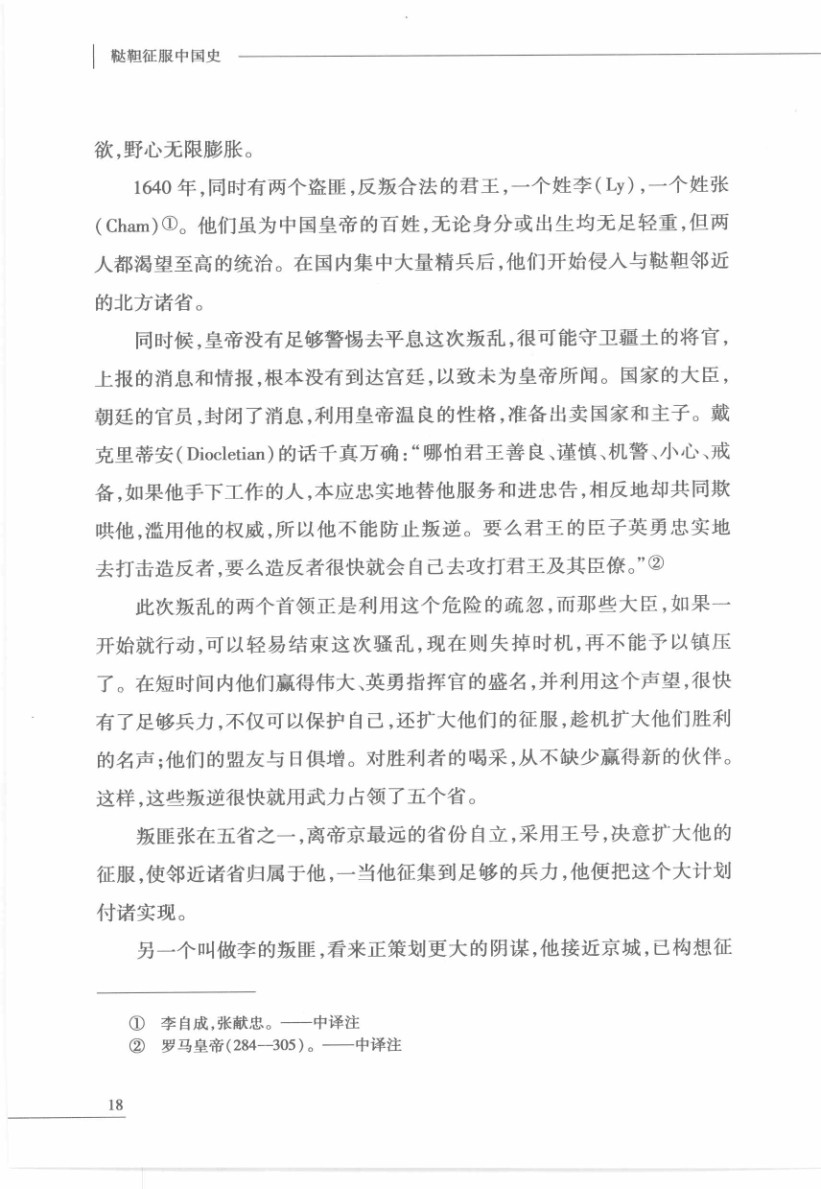 鞑靼征服中国史
欲,野心无限膨胀。
1640 年,同时有两个盗匪,反叛合法的君王,一个姓李(Ly),一个姓张
(Cham)①。他们虽为中国皇帝的百姓,无论身分或出生均无足轻重,但两
人都渴望至高的统治。在国内集中大量精兵后,他们开始侵入与鞑靼邻近
的北方诸省。
同时候,皇帝没有足够警惕去平息这次叛乱,很可能守卫疆土的将官,
上报的消息和情报,根本没有到达宫廷,以致未为皇帝所闻。国家的大臣,
朝廷的官员,封闭了消息,利用皇帝温良的性格,准备出卖国家和主子。戴
克里蒂安(Diocletian)的话千真万确:“哪怕君王善良、谨慎、机警、小心、戒
备,如果他手下工作的人,本应忠实地替他服务和进忠告,相反地却共同欺
哄他,滥用他的权威,所以他不能防止叛逆。要么君王的臣子英勇忠实地
去打击造反者,要么造反者很快就会自己去攻打君王及其臣僚。”②
此次叛乱的两个首领正是利用这个危险的疏忽,而那些大臣,如果一
开始就行动,可以轻易结束这次骚乱,现在则失掉时机,再不能予以镇压
了。在短时间内他们赢得伟大、英勇指挥官的盛名,并利用这个声望,很快
有了足够兵力,不仅可以保护自己,还扩大他们的征服,趁机扩大他们胜利
的名声;他们的盟友与日俱增。对胜利者的喝采,从不缺少赢得新的伙伴。
这样,这些叛逆很快就用武力占领了五个省。
叛匪张在五省之一,离帝京最远的省份自立,采用王号,决意扩大他的
征服,使邻近诸省归属于他,一当他征集到足够的兵力,他便把这个大计划
付诸实现。
另一个叫做李的叛匪,看来正策划更大的阴谋,他接近京城,已构想征
① 李自成,张献忠。——中译注
② 罗马皇帝(284—305)。——中译注
18